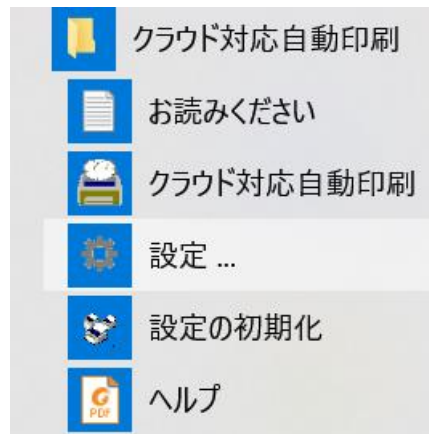 クラウド対応自動印刷
お読みください
クラウド対応自動印刷
設定 ...
設定の初期化
PDF
ヘルプ